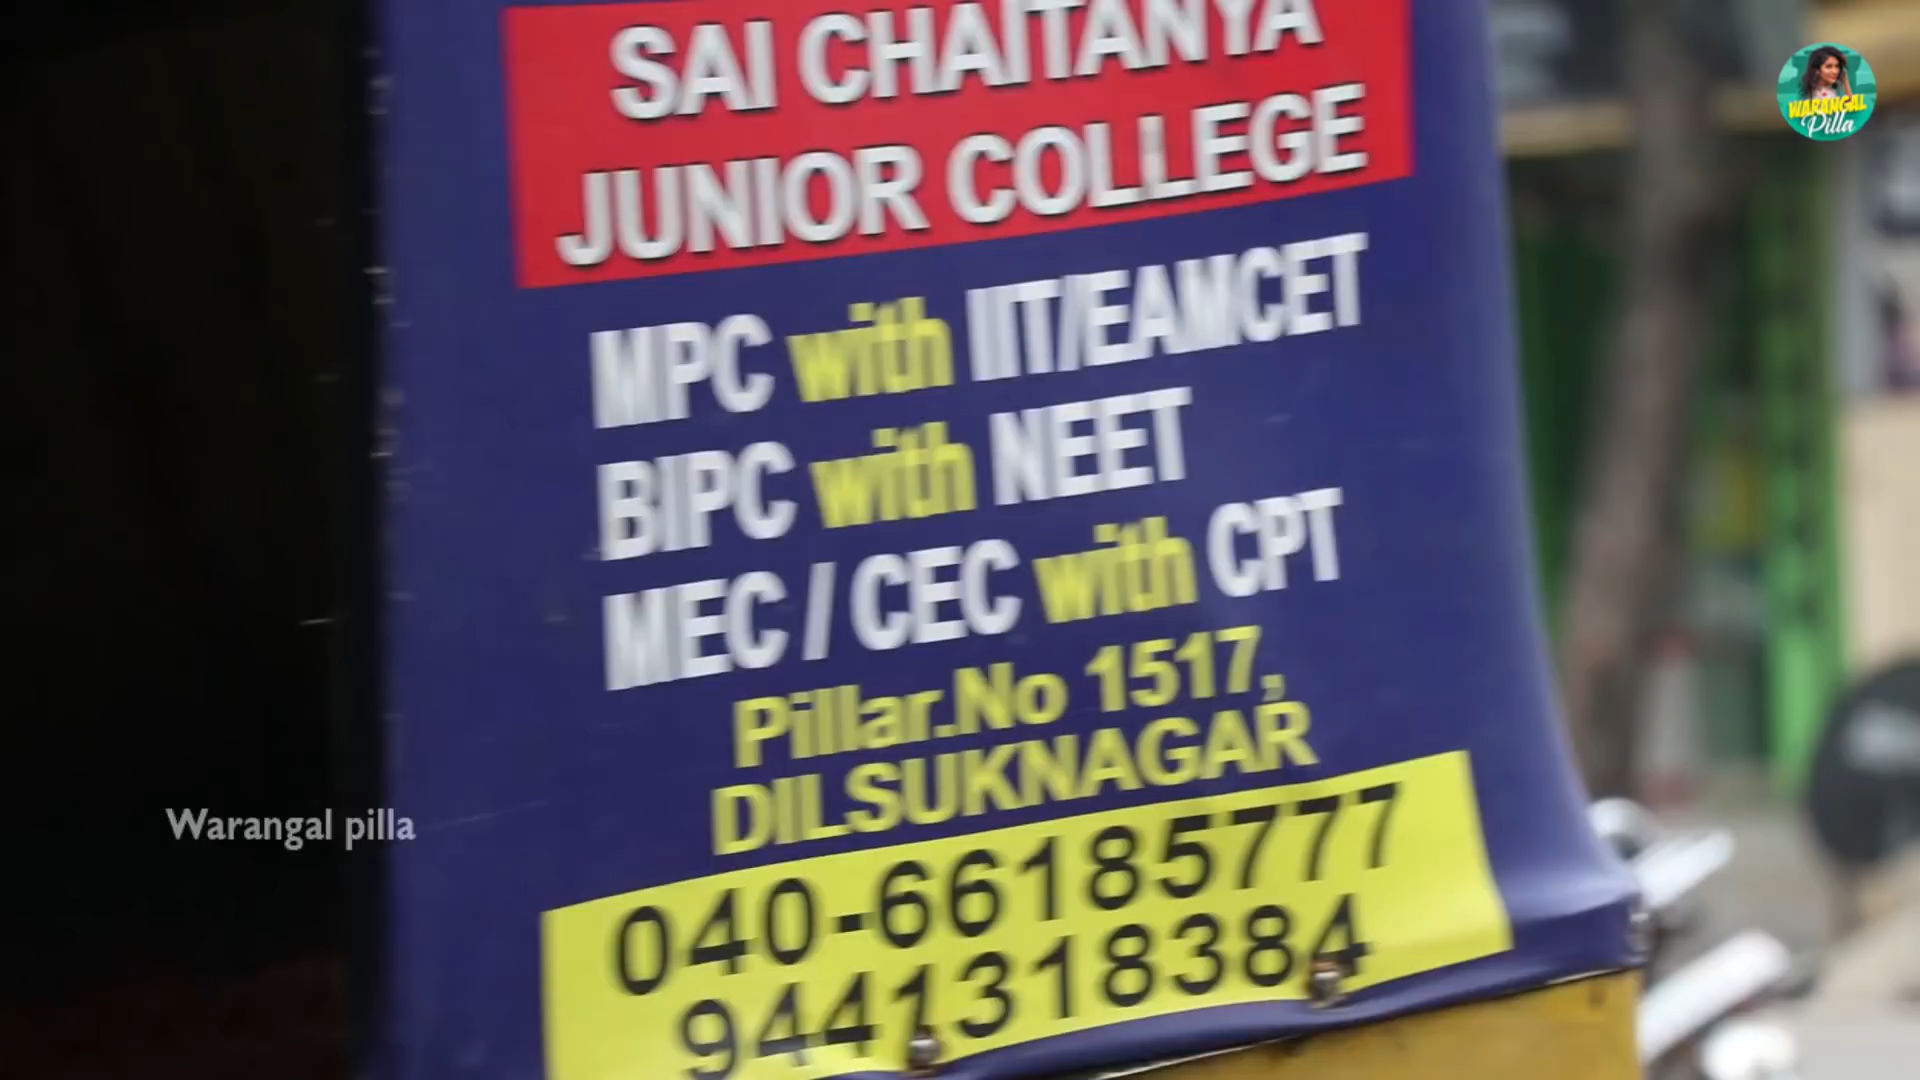 SAI CHAITANYA
JUNIOR COLLEGE
MPC with IIT/EAMCET
BIPC with NEET
MEC / CEC with CPT
Pillar.No 1517,
DILSUKNAGAR
040-66185777
9441318384
Warangal pilla
WARANGAL
Pilla